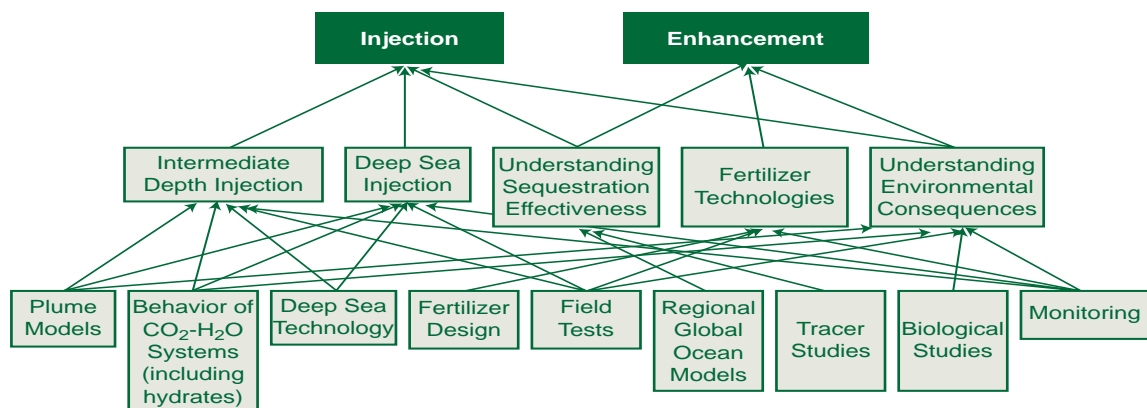 Injection
Enhancement
Intermediate
Depth Injection
Deep Sea
Injection
Understanding
Sequestration
Effectiveness
Fertilizer
Technologies
Understanding
Environmental
Consequences
Plume
Models
Behavior of
CO₂-H₂O
Systems
(including
hydrates)
Deep Sea
Technology
Fertilizer
Design
Field
Tests
Regional
Global
Ocean
Models
Tracer
Studies
Biological
Studies
Monitoring